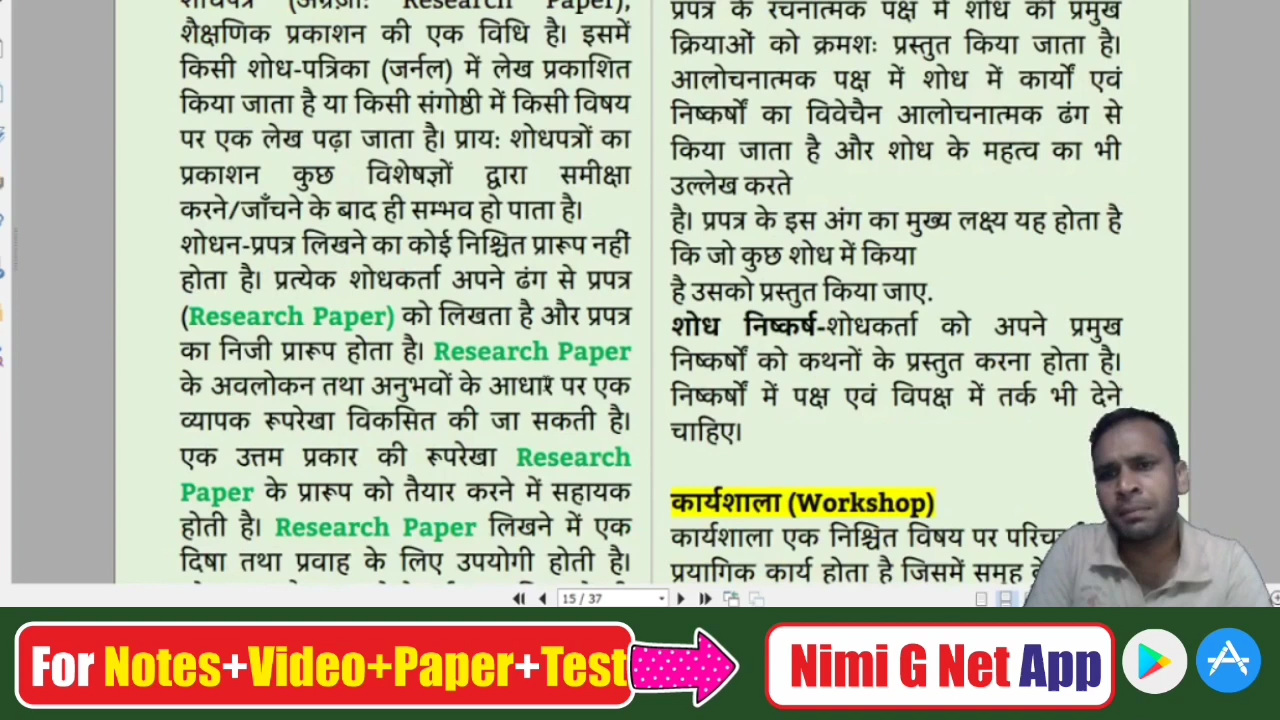 शोधपत्र (अंग्रेज़ी: Research Paper),
शैक्षणिक प्रकाशन की एक विधि है। इसमें
किसी शोध-पत्रिका (जर्नल) में लेख प्रकाशित
किया जाता है या किसी संगोष्ठी में किसी विषय
पर एक लेख पढ़ा जाता है। प्राय: शोधपत्रों का
प्रकाशन कुछ विशेषज्ञों द्वारा समीक्षा
करने/जाँचने के बाद ही सम्भव हो पाता है।
शोधन-प्रपत्र लिखने का कोई निश्चित प्रारूप नहीं
होता है। प्रत्येक शोधकर्ता अपने ढंग से प्रपत्र
(Research Paper) को लिखता है और प्रपत्र
का निजी प्रारूप होता है। Research Paper
के अवलोकन तथा अनुभवों के आधार पर एक
व्यापक रूपरेखा विकसित की जा सकती है।
एक उत्तम प्रकार की रूपरेखा Research
Paper के प्रारूप को तैयार करने में सहायक
होती है। Research Paper लिखने में एक
दिषा तथा प्रवाह के लिए उपयोगी होती है।
प्रपत्र के रचनात्मक पक्ष में शोध की प्रमुख
क्रियाओं को क्रमशः प्रस्तुत किया जाता है।
आलोचनात्मक पक्ष में शोध में कार्यों एवं
निष्कर्षों का विवेचैन आलोचनात्मक ढंग से
किया जाता है और शोध के महत्व का भी
उल्लेख करते
है। प्रपत्र के इस अंग का मुख्य लक्ष्य यह होता है
कि जो कुछ शोध में किया
है उसको प्रस्तुत किया जाए.
शोध निष्कर्ष-शोधकर्ता को अपने प्रमुख
निष्कर्षों को कथनों के प्रस्तुत करना होता है।
निष्कर्षों में पक्ष एवं विपक्ष में तर्क भी देने
चाहिए।
कार्यशाला (Workshop)
कार्यशाला एक निश्चित विषय पर
प्रयागिक कार्य होता है जिसमें समूह
15 / 37
For Notes+Video+Paper+Test
Nimi G Net App